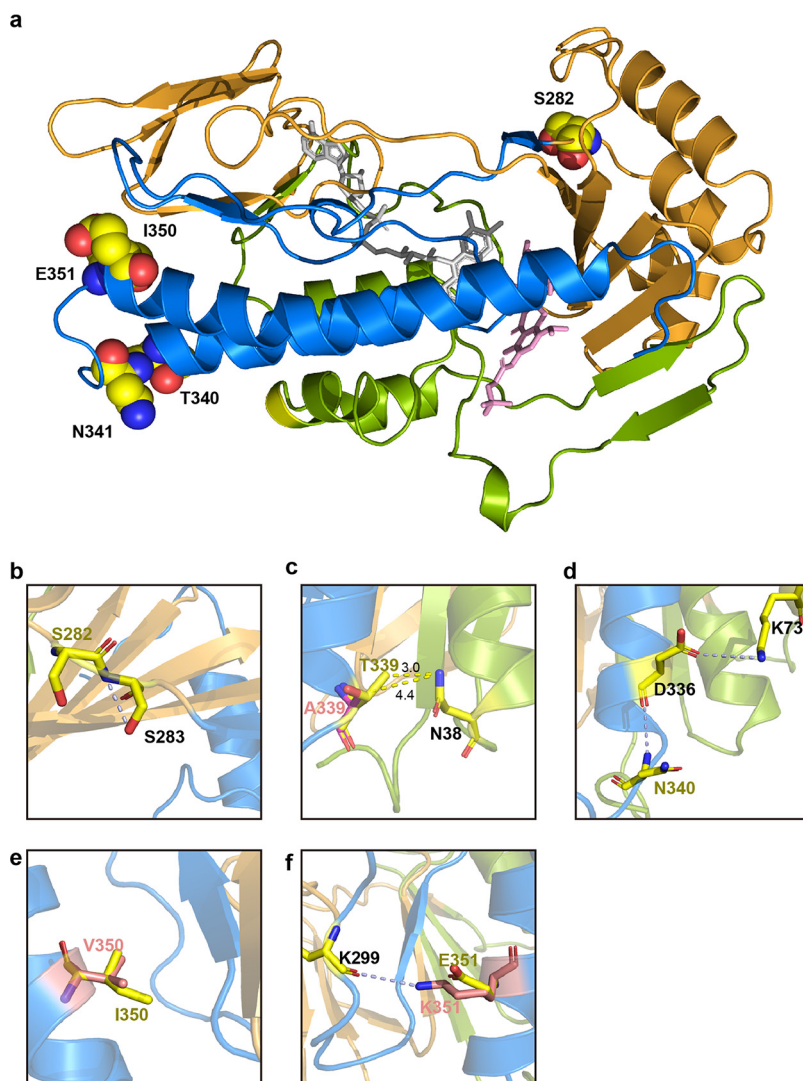 a
S282
I350
E351
T340
N341
b
S282
S283
c
T339
3.0
4.4
A339
N38
d
K73
D336
N340
e
V350
I350
f
K299
E351
K351